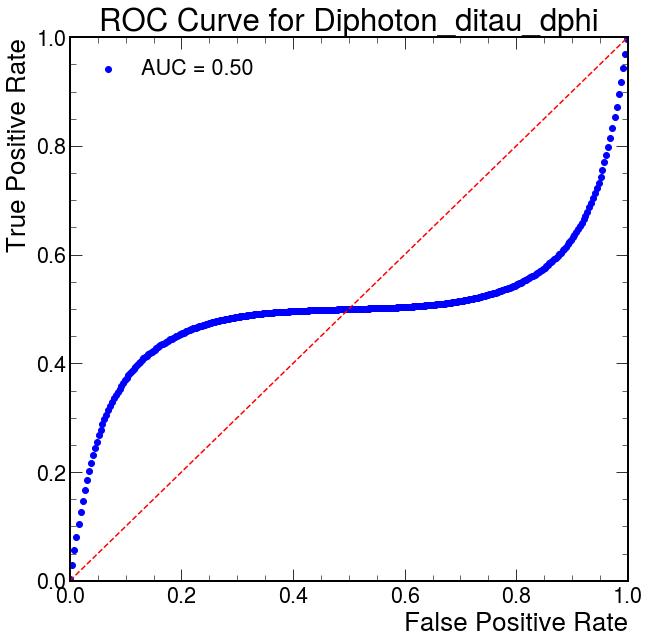 ROC Curve for Diphoton_ditau_dphi
AUC = 0.50
True Positive Rate
1.0
0.8
0.6
0.4
0.2
0.0
0.0 0.2 0.4 0.6 0.8 1.0
False Positive Rate